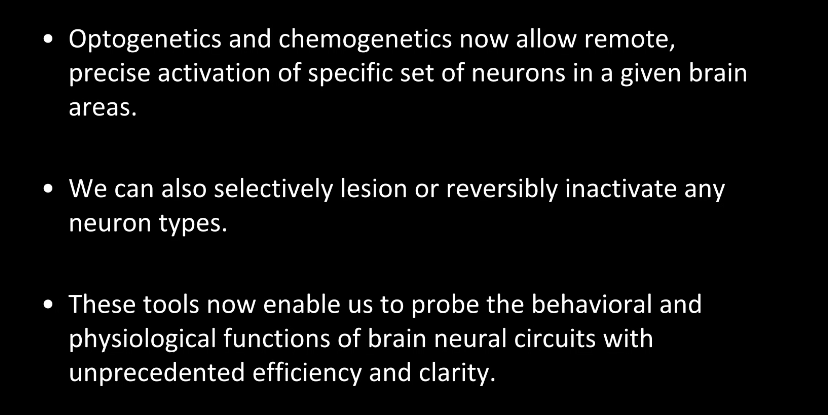 • Optogenetics and chemogenetics now allow remote,
precise activation of specific set of neurons in a given brain
areas.
• We can also selectively lesion or reversibly inactivate any
neuron types.
• These tools now enable us to probe the behavioral and
physiological functions of brain neural circuits with
unprecedented efficiency and clarity.